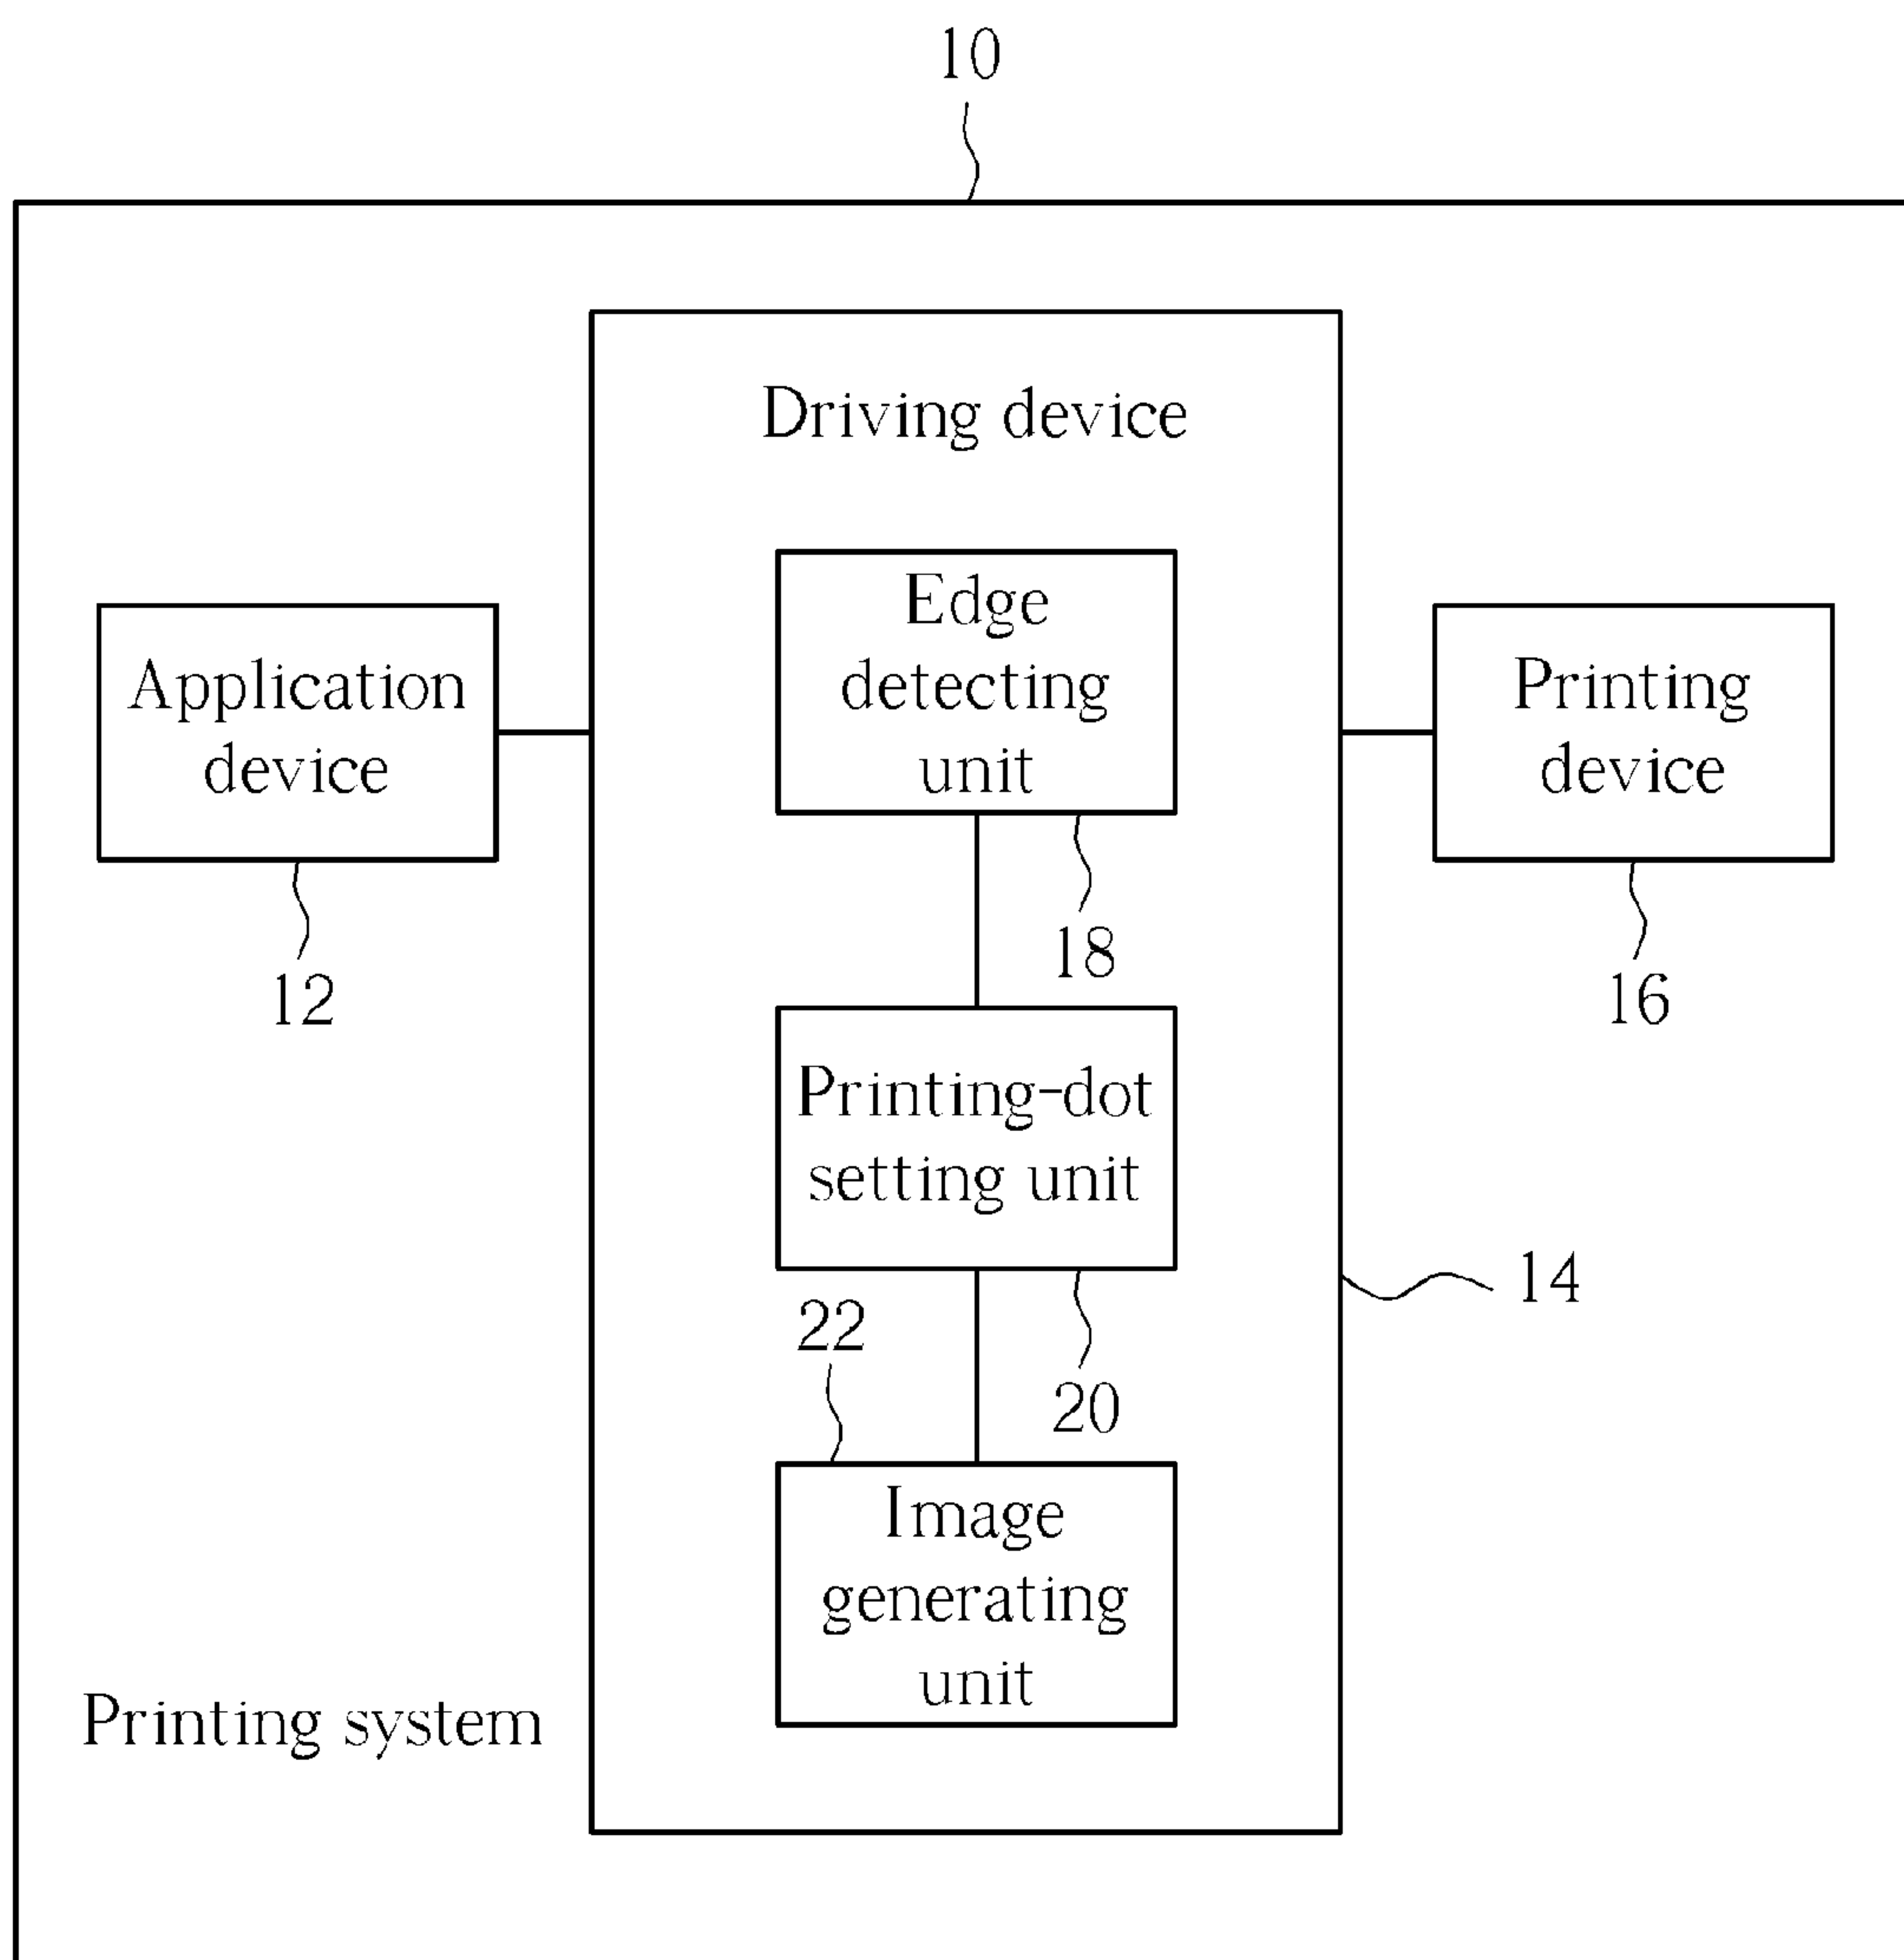 10
Driving device
Edge
detecting
unit
18
Application
device
12
Printing
device
16
Printing-dot
setting unit
20
14
22
Image
generating
unit
Printing system